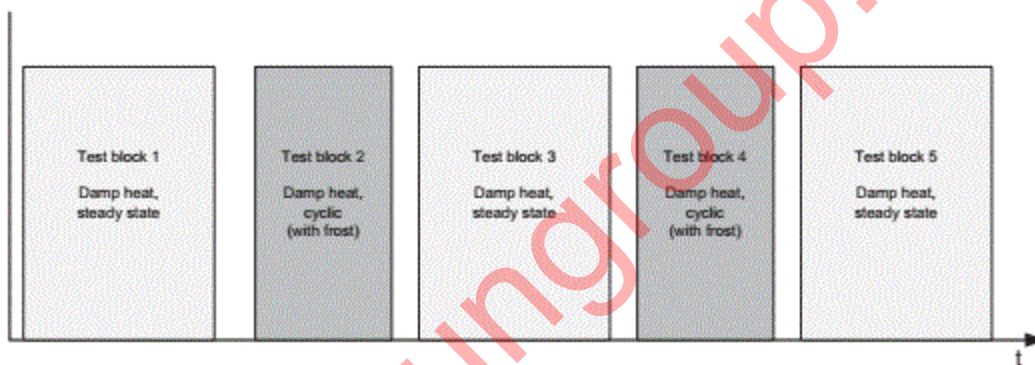 Test block 1
Damp heat,
steady state
Test block 2
Damp heat,
cyclic
(with frost)
Test block 3
Damp heat,
steady state
Test block 4
Damp heat,
cyclic
(with frost)
Test block 5
Damp heat,
steady state
t
ungroup.